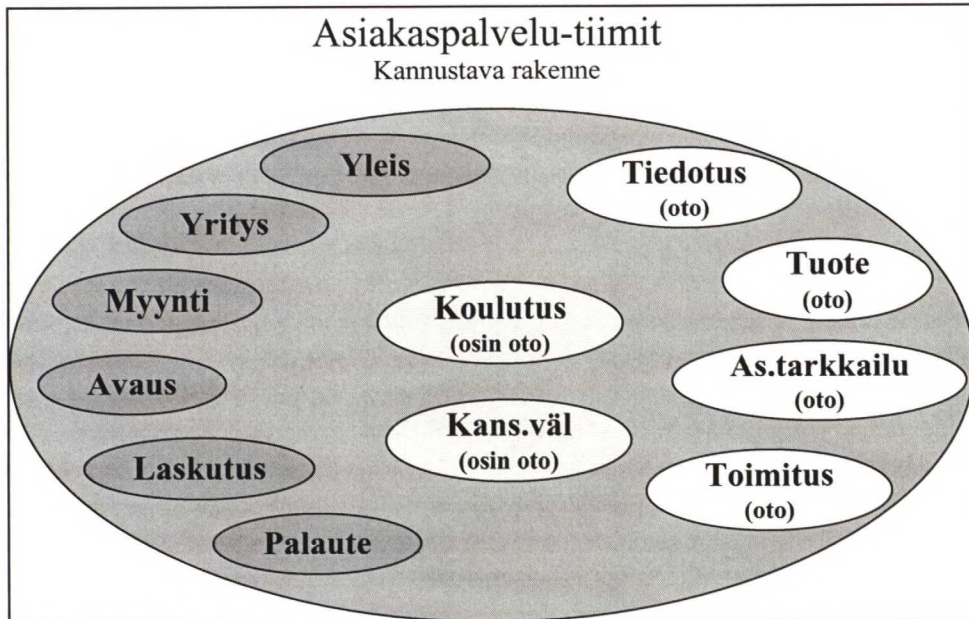 Asiakaspalvelu-tiimit
Kannustava rakenne
Yleis
Yritys
Myynti
Avaus
Laskutus
Palaute
Koulutus
(osin oto)
Kans.väl
(osin oto)
Tiedotus
(oto)
Tuote
(oto)
As.tarkkailu
(oto)
Toimitus
(oto)